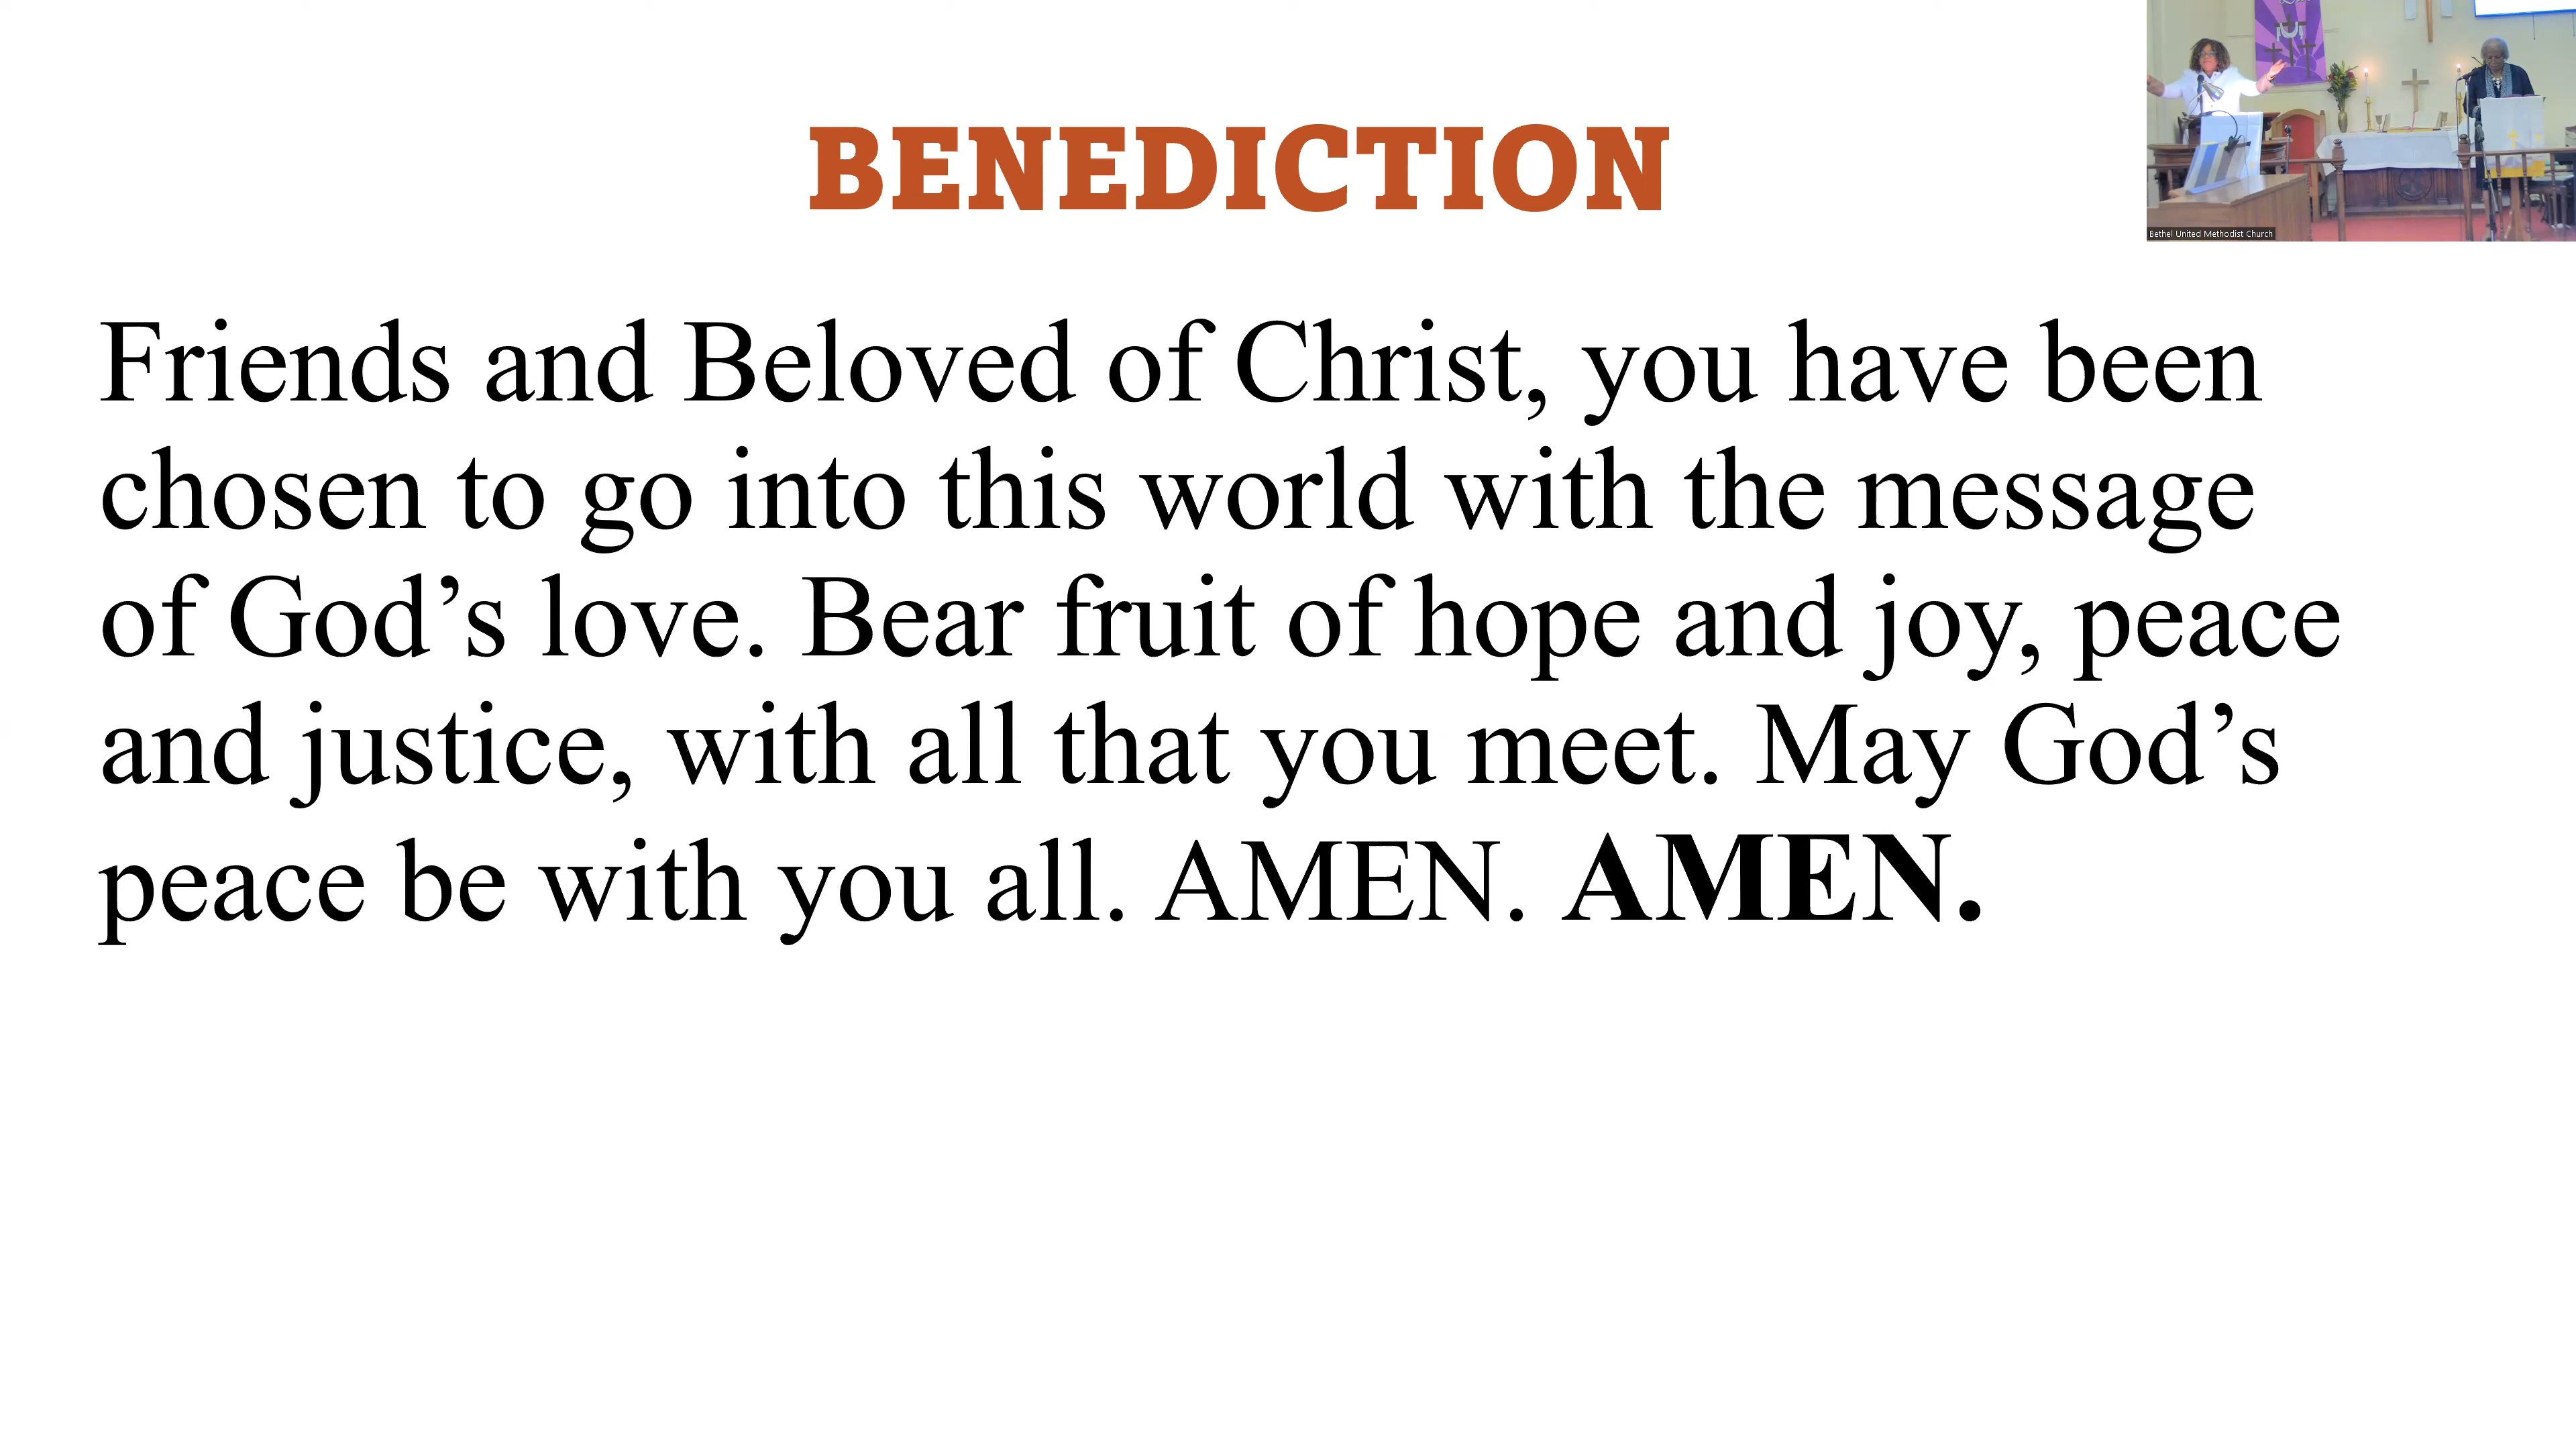 BENEDICTION
Bethel United Methodist Church
Friends and Beloved of Christ, you have been
chosen to go into this world with the message
of God’s love. Bear fruit of hope and joy, peace
and justice, with all that you meet. May God’s
peace be with you all. AMEN. AMEN.